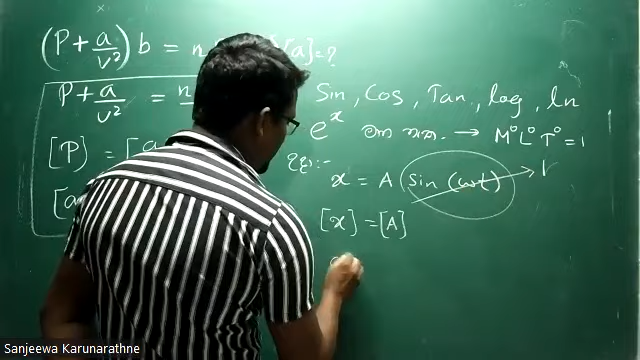 (P + a/v²) b = n [a] = ?
P + a/v² = n
[P] = [a
[a
Sin, Cos, Tan, log, ln
eˣ → M⁰L⁰T⁰ = 1
x = A Sin(ωt) → 1
[x] = [A]
Sanjeewa Karunarathne